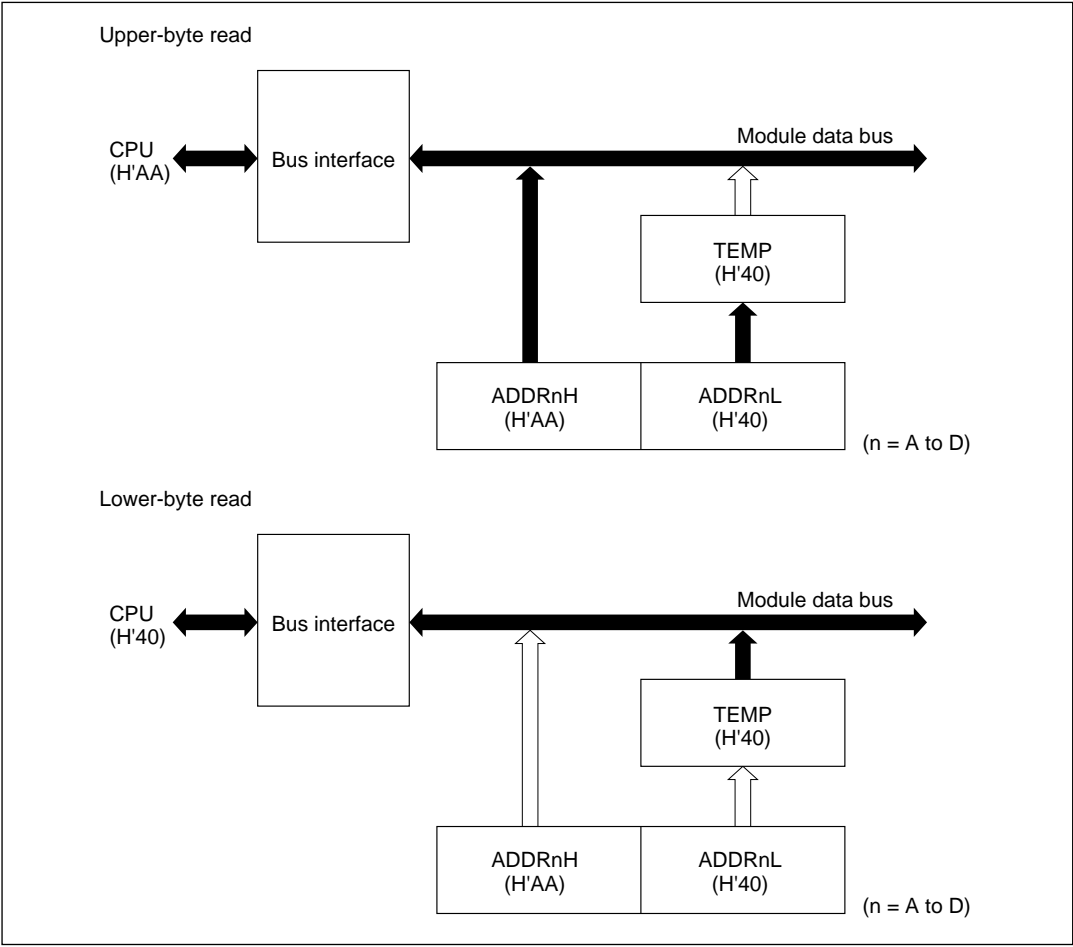 Upper-byte read
CPU
(H'AA)
Bus interface
Module data bus
TEMP
(H'40)
ADDRnH
(H'AA)
ADDRnL
(H'40)
(n = A to D)
Lower-byte read
CPU
(H'40)
Bus interface
Module data bus
TEMP
(H'40)
ADDRnH
(H'AA)
ADDRnL
(H'40)
(n = A to D)